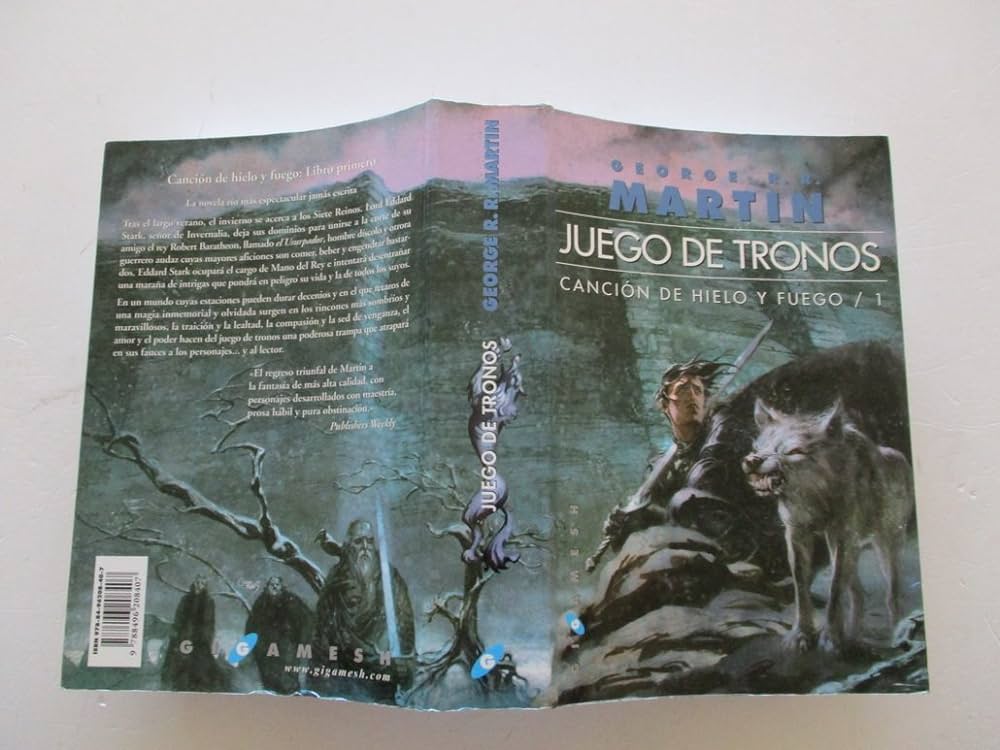 Canción de hielo y fuego: Libro primero
La novela río más espectacular jamás escrita
Tras el largo verano, el invierno se acerca a los Siete Reinos. Lord Eddard
Stark, señor de Invernalia, deja sus dominios para unirse a la corte de su
amigo el rey Robert Baratheon, llamado el Usurpador, hombre díscolo y otrora
guerrero audaz cuyas mayores aficiones son comer, beber y engendrar bastar-
dos. Eddard Stark ocupará el cargo de Mano del Rey e intentará desentrañar
una maraña de intrigas que pondrá en peligro su vida y la de todos los suyos.
En un mundo cuyas estaciones pueden durar decenios y en el que retazos de
una magia inmemorial y olvidada surgen en los rincones más sombríos y
maravillosos, la traición y la lealtad, la compasión y la sed de venganza, el
amor y el poder hacen del juego de tronos una poderosa trampa que atrapará
en sus fauces a los personajes... y al lector.
«El regreso triunfal de Martin a
la fantasía de más alta calidad, con
personajes desarrollados con maestría,
prosa hábil y pura obstinación.»
Publishers Weekly
ISBN 978-84-96208-40-7
9 788496 208407
GIGAMESH
www.gigamesh.com
GEORGE R. R. MARTIN
JUEGO DE TRONOS
G
GEORGE R. R.
MARTIN
JUEGO DE TRONOS
CANCIÓN DE HIELO Y FUEGO / 1
GIGAMESH